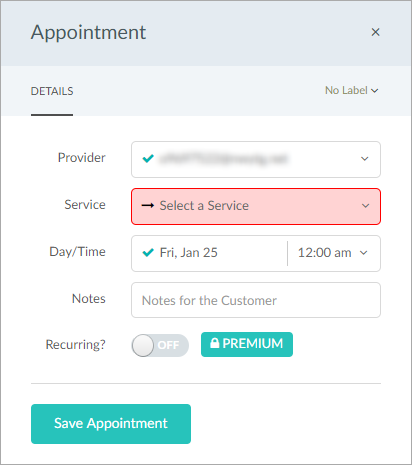 Appointment ×
DETAILS No Label
Provider
Service Select a Service
Day/Time Fri, Jan 25 12:00 am
Notes Notes for the Customer
Recurring? OFF PREMIUM
Save Appointment